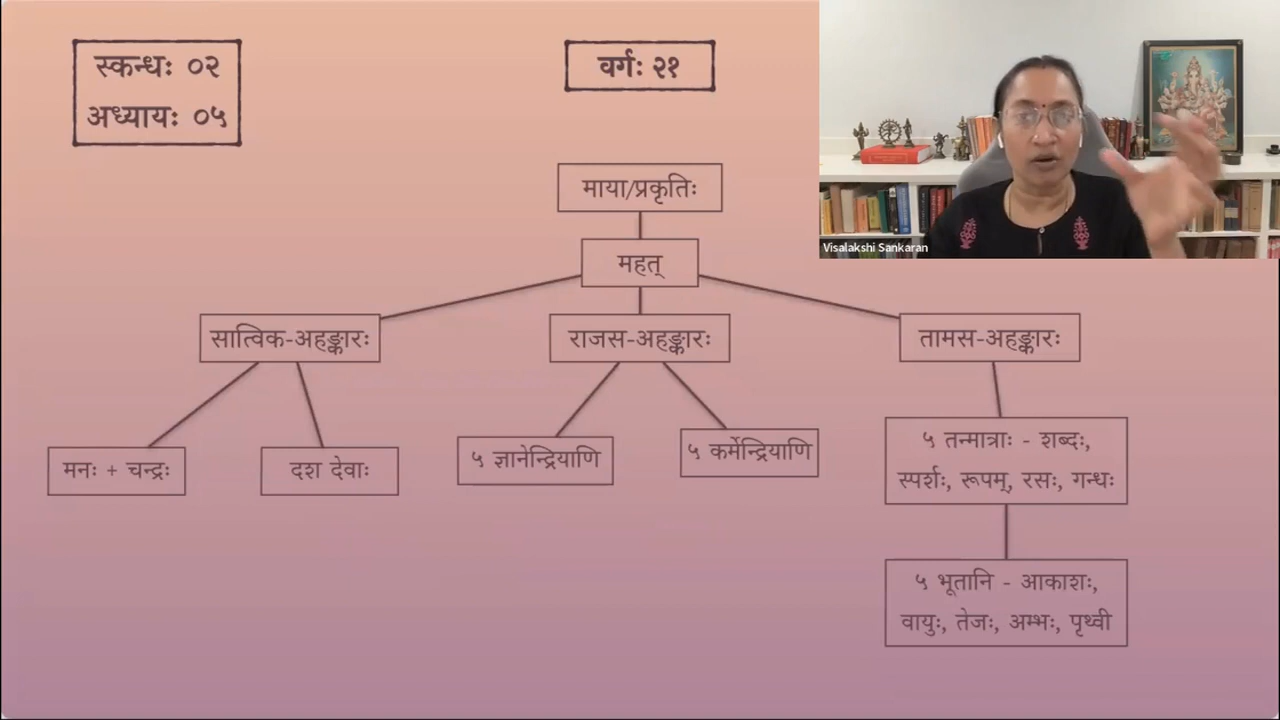 स्कन्धः ०२
अध्यायः ०५
वर्गः २१
Visalakshi Sankaran
माया/प्रकृतिः
महत्
सात्विक-अहङ्कारः
राजस-अहङ्कारः
तामस-अहङ्कारः
मनः + चन्द्रः
दश देवाः
५ ज्ञानेन्द्रियाणि
५ कर्मेन्द्रियाणि
५ तन्मात्राः - शब्दः,
स्पर्शः, रूपम्, रसः, गन्धः
५ भूतानि - आकाशः,
वायुः, तेजः, अम्भः, पृथ्वी